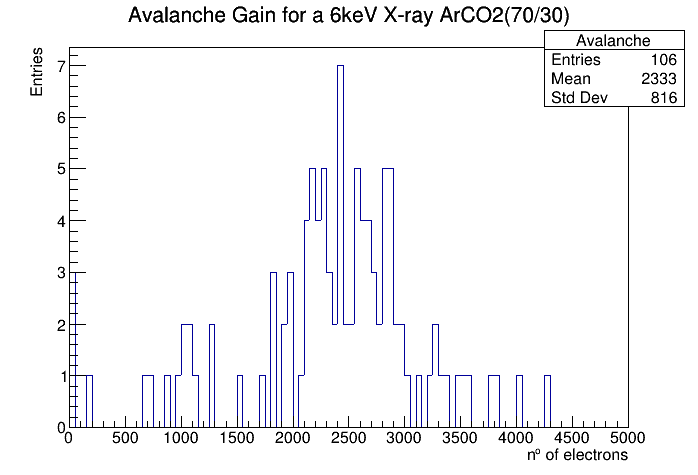 Avalanche Gain for a 6keV X-ray ArCO2(70/30)
Avalanche
Entries 106
Mean 2333
Std Dev 816
Entries
7
6
5
4
3
2
1
0
0 500 1000 1500 2000 2500 3000 3500 4000 4500 5000
nº of electrons